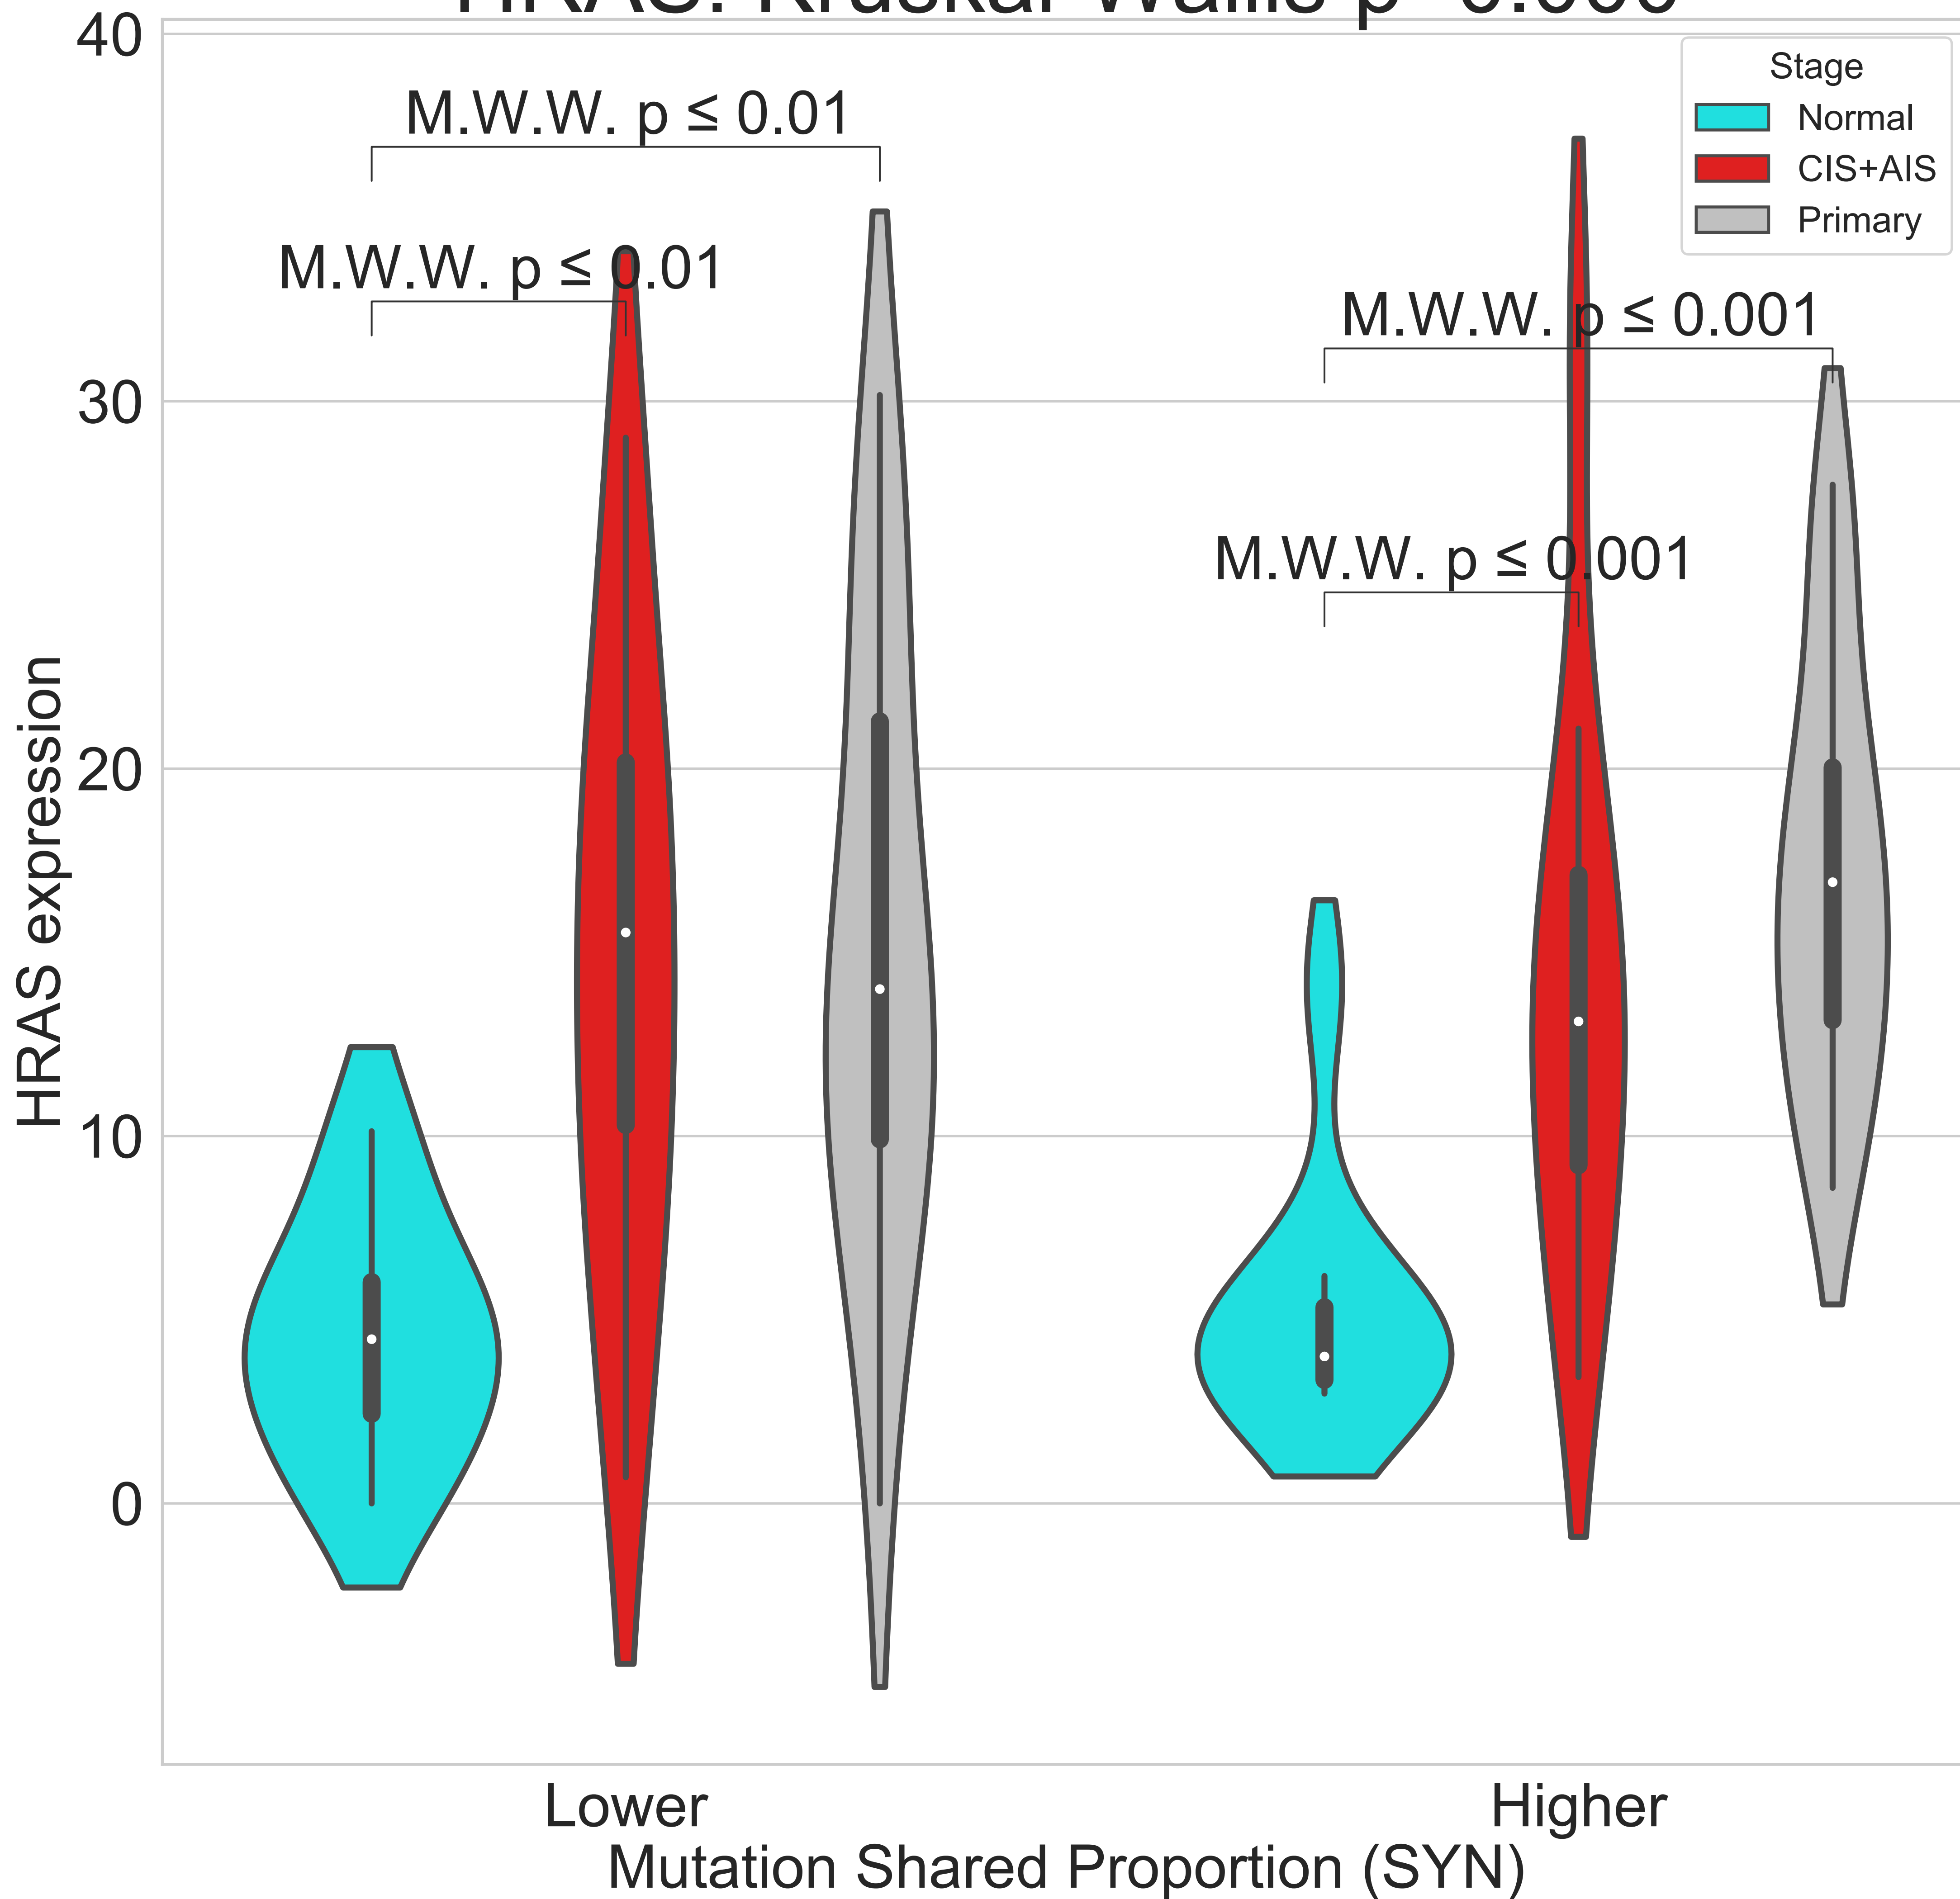 40
30
20
10
0
HRAS expression
M.W.W. p ≤ 0.01
M.W.W. p ≤ 0.01
M.W.W. p ≤ 0.001
M.W.W. p ≤ 0.001
Stage
Normal
CIS+AIS
Primary
Lower
Higher
Mutation Shared Proportion (SYN)